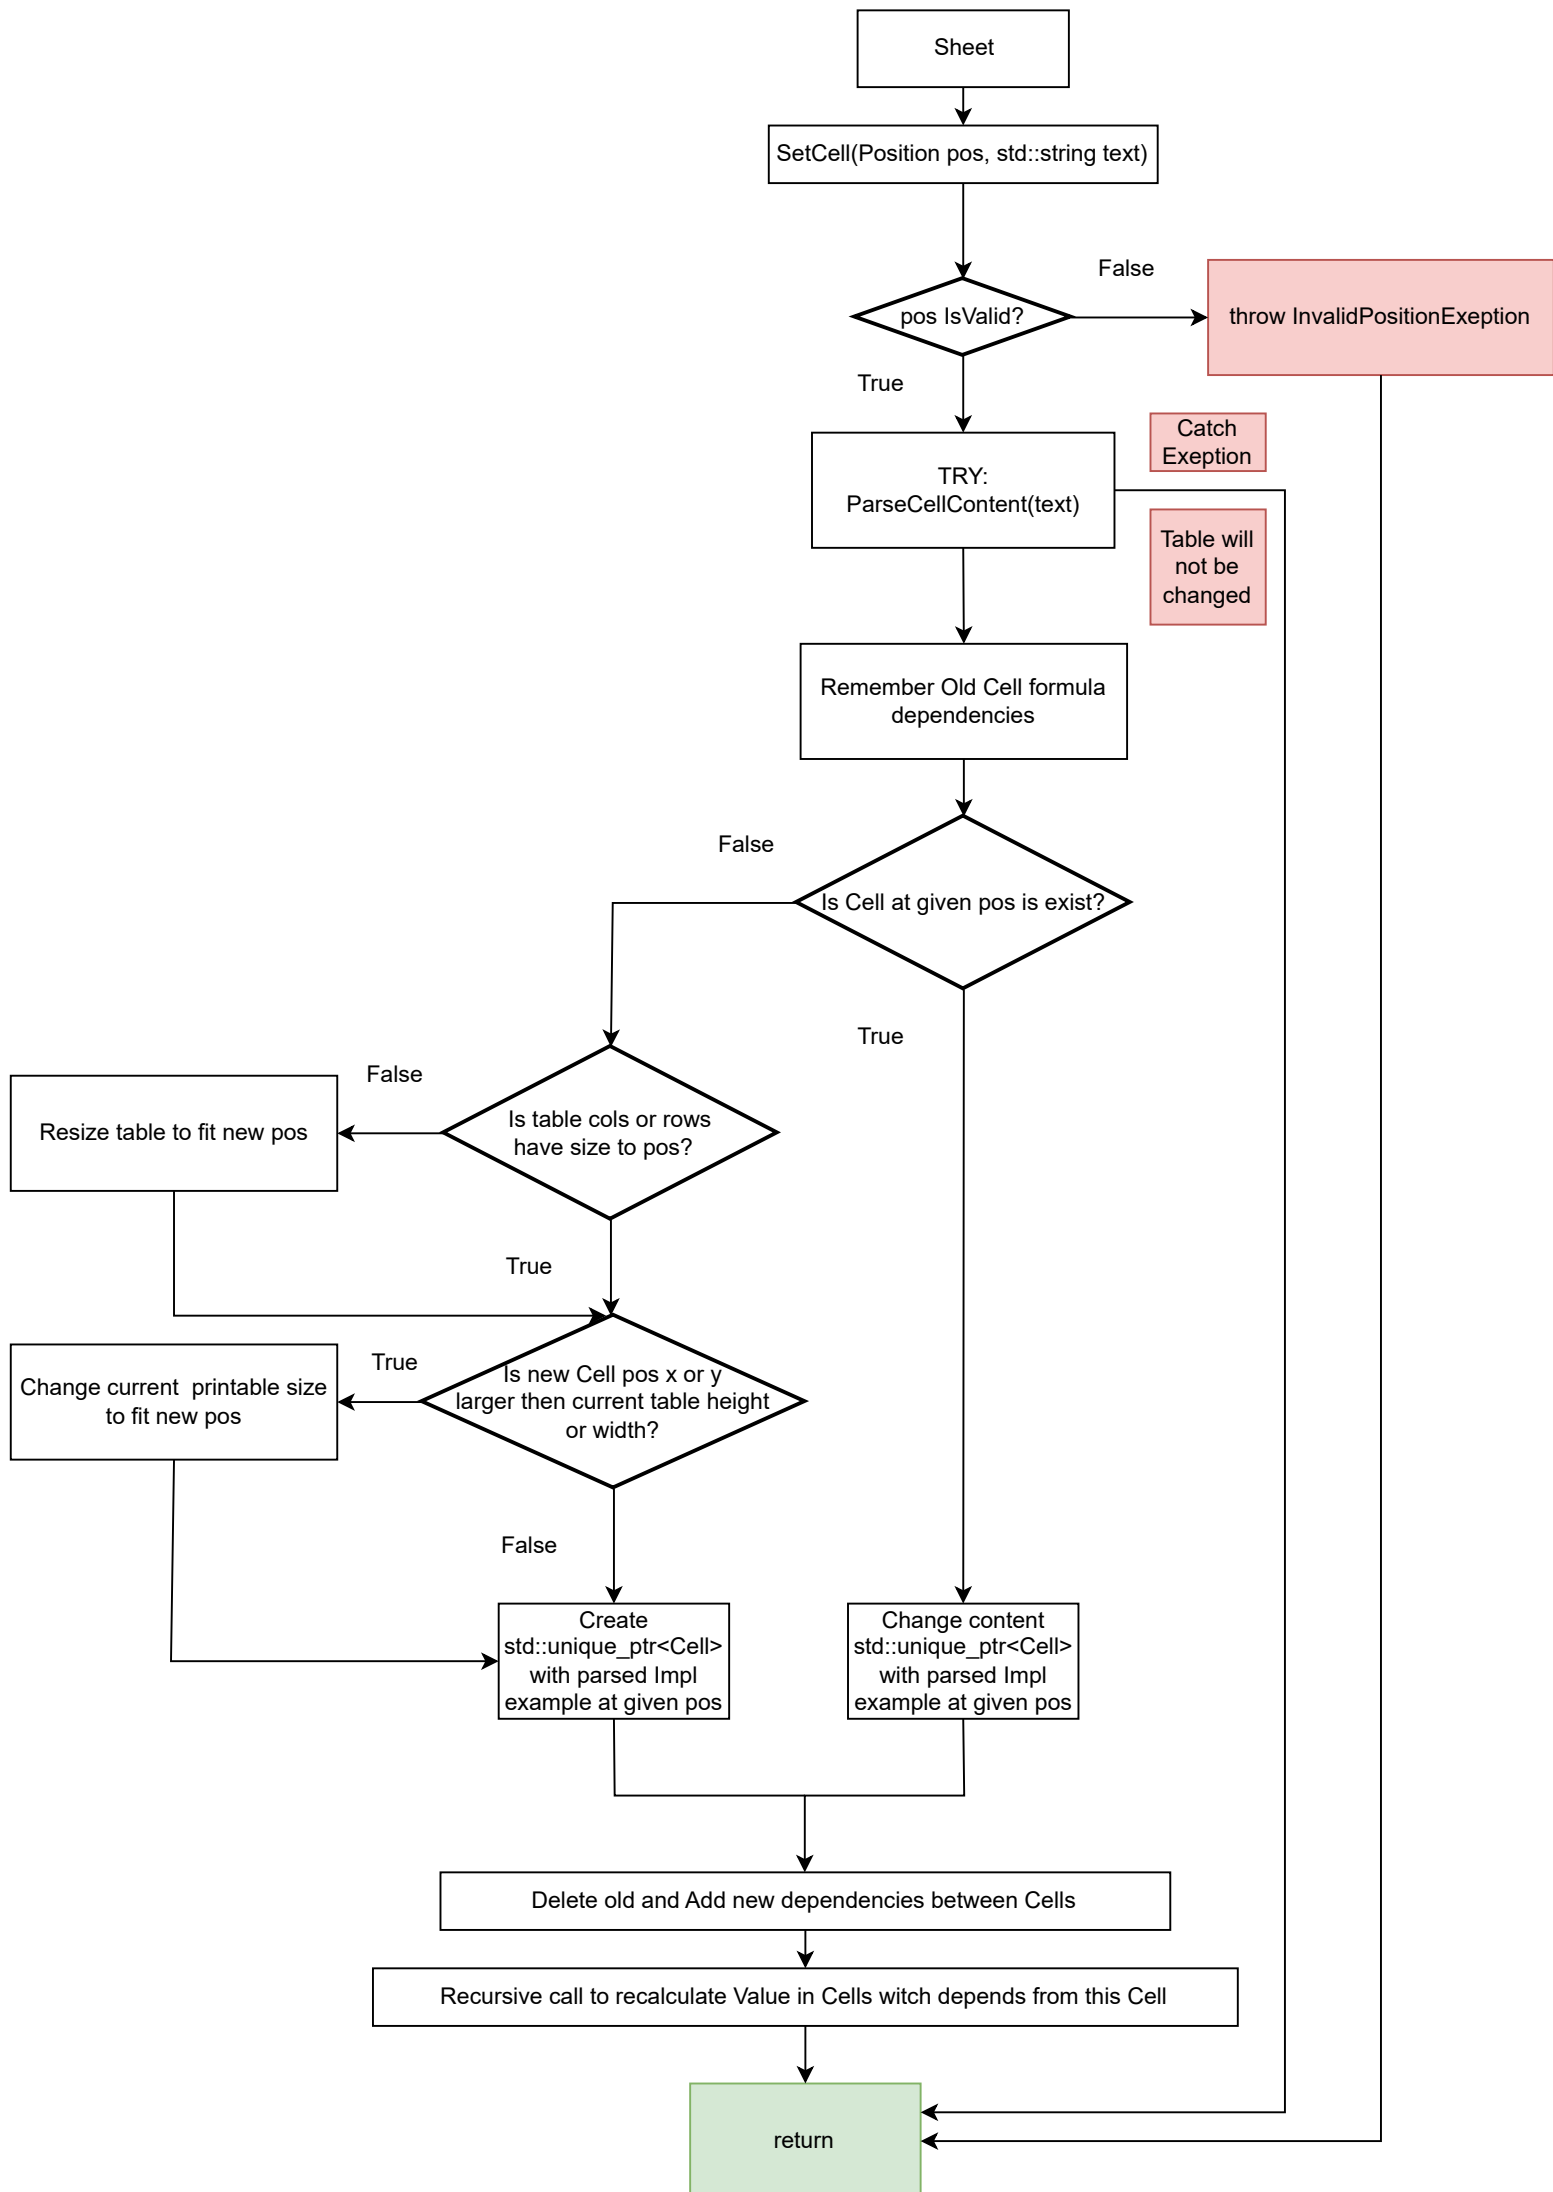 Sheet
SetCell(Position pos, std::string text)
False
pos IsValid?
throw InvalidPositionExeption
True
Catch
Exeption
TRY:
ParseCellContent(text)
Table will
not be
changed
Remember Old Cell formula
dependencies
False
Is Cell at given pos is exist?
True
False
Is table cols or rows
have size to pos?
Resize table to fit new pos
True
True
Is new Cell pos x or y
larger then current table height
or width?
Change current printable size
to fit new pos
False
Create
std::unique_ptr<Cell>
with parsed Impl
example at given pos
Change content
std::unique_ptr<Cell>
with parsed Impl
example at given pos
Delete old and Add new dependencies between Cells
Recursive call to recalculate Value in Cells witch depends from this Cell
return